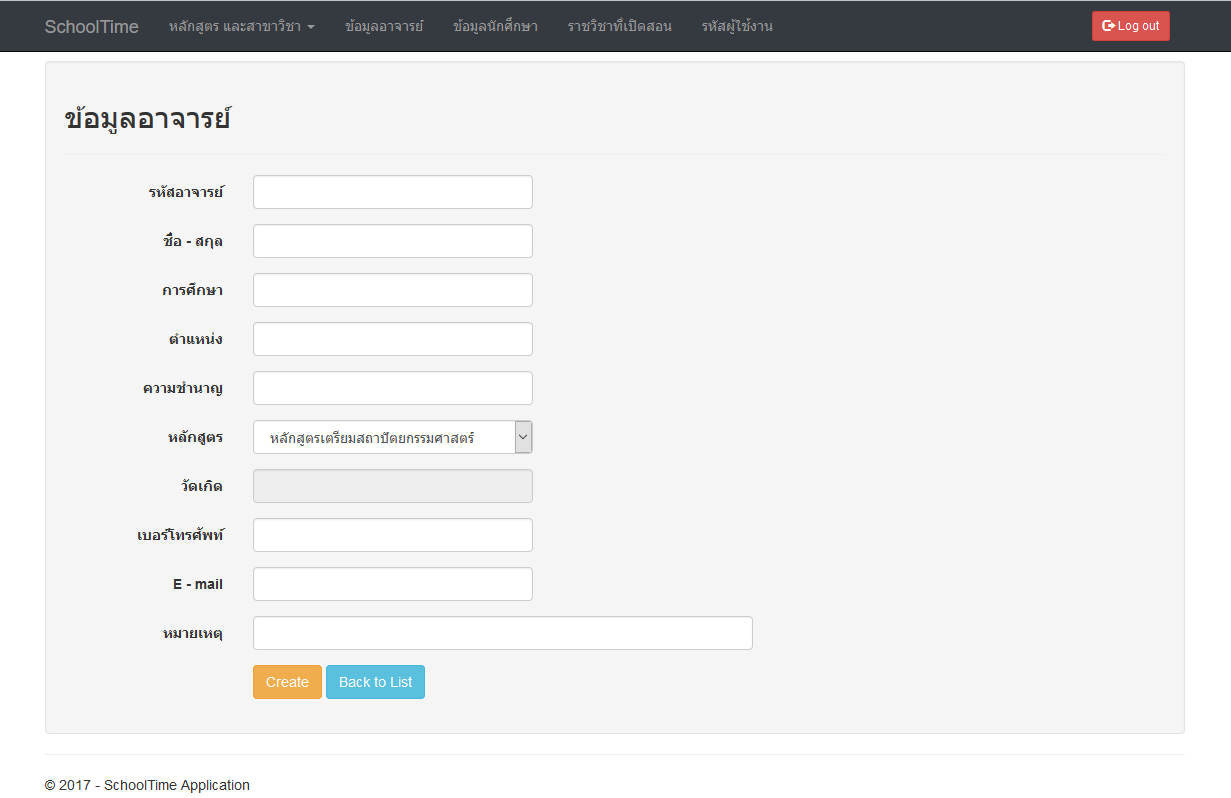 SchoolTime หลักสูตร และสาขาวิชา ข้อมูลอาจารย์ ข้อมูลนักศึกษา ราชวิชาที่เปิดสอน รหัสผู้ใช้งาน Log out
ข้อมูลอาจารย์
รหัสอาจารย์
ชื่อ - สกุล
การศึกษา
ตำแหน่ง
ความชำนาญ
หลักสูตร หลักสูตรเตรียมสถาปัตยกรรมศาสตร์
วัดเกิด
เบอร์โทรศัพท์
E - mail
หมายเหตุ
Create Back to List
© 2017 - SchoolTime Application